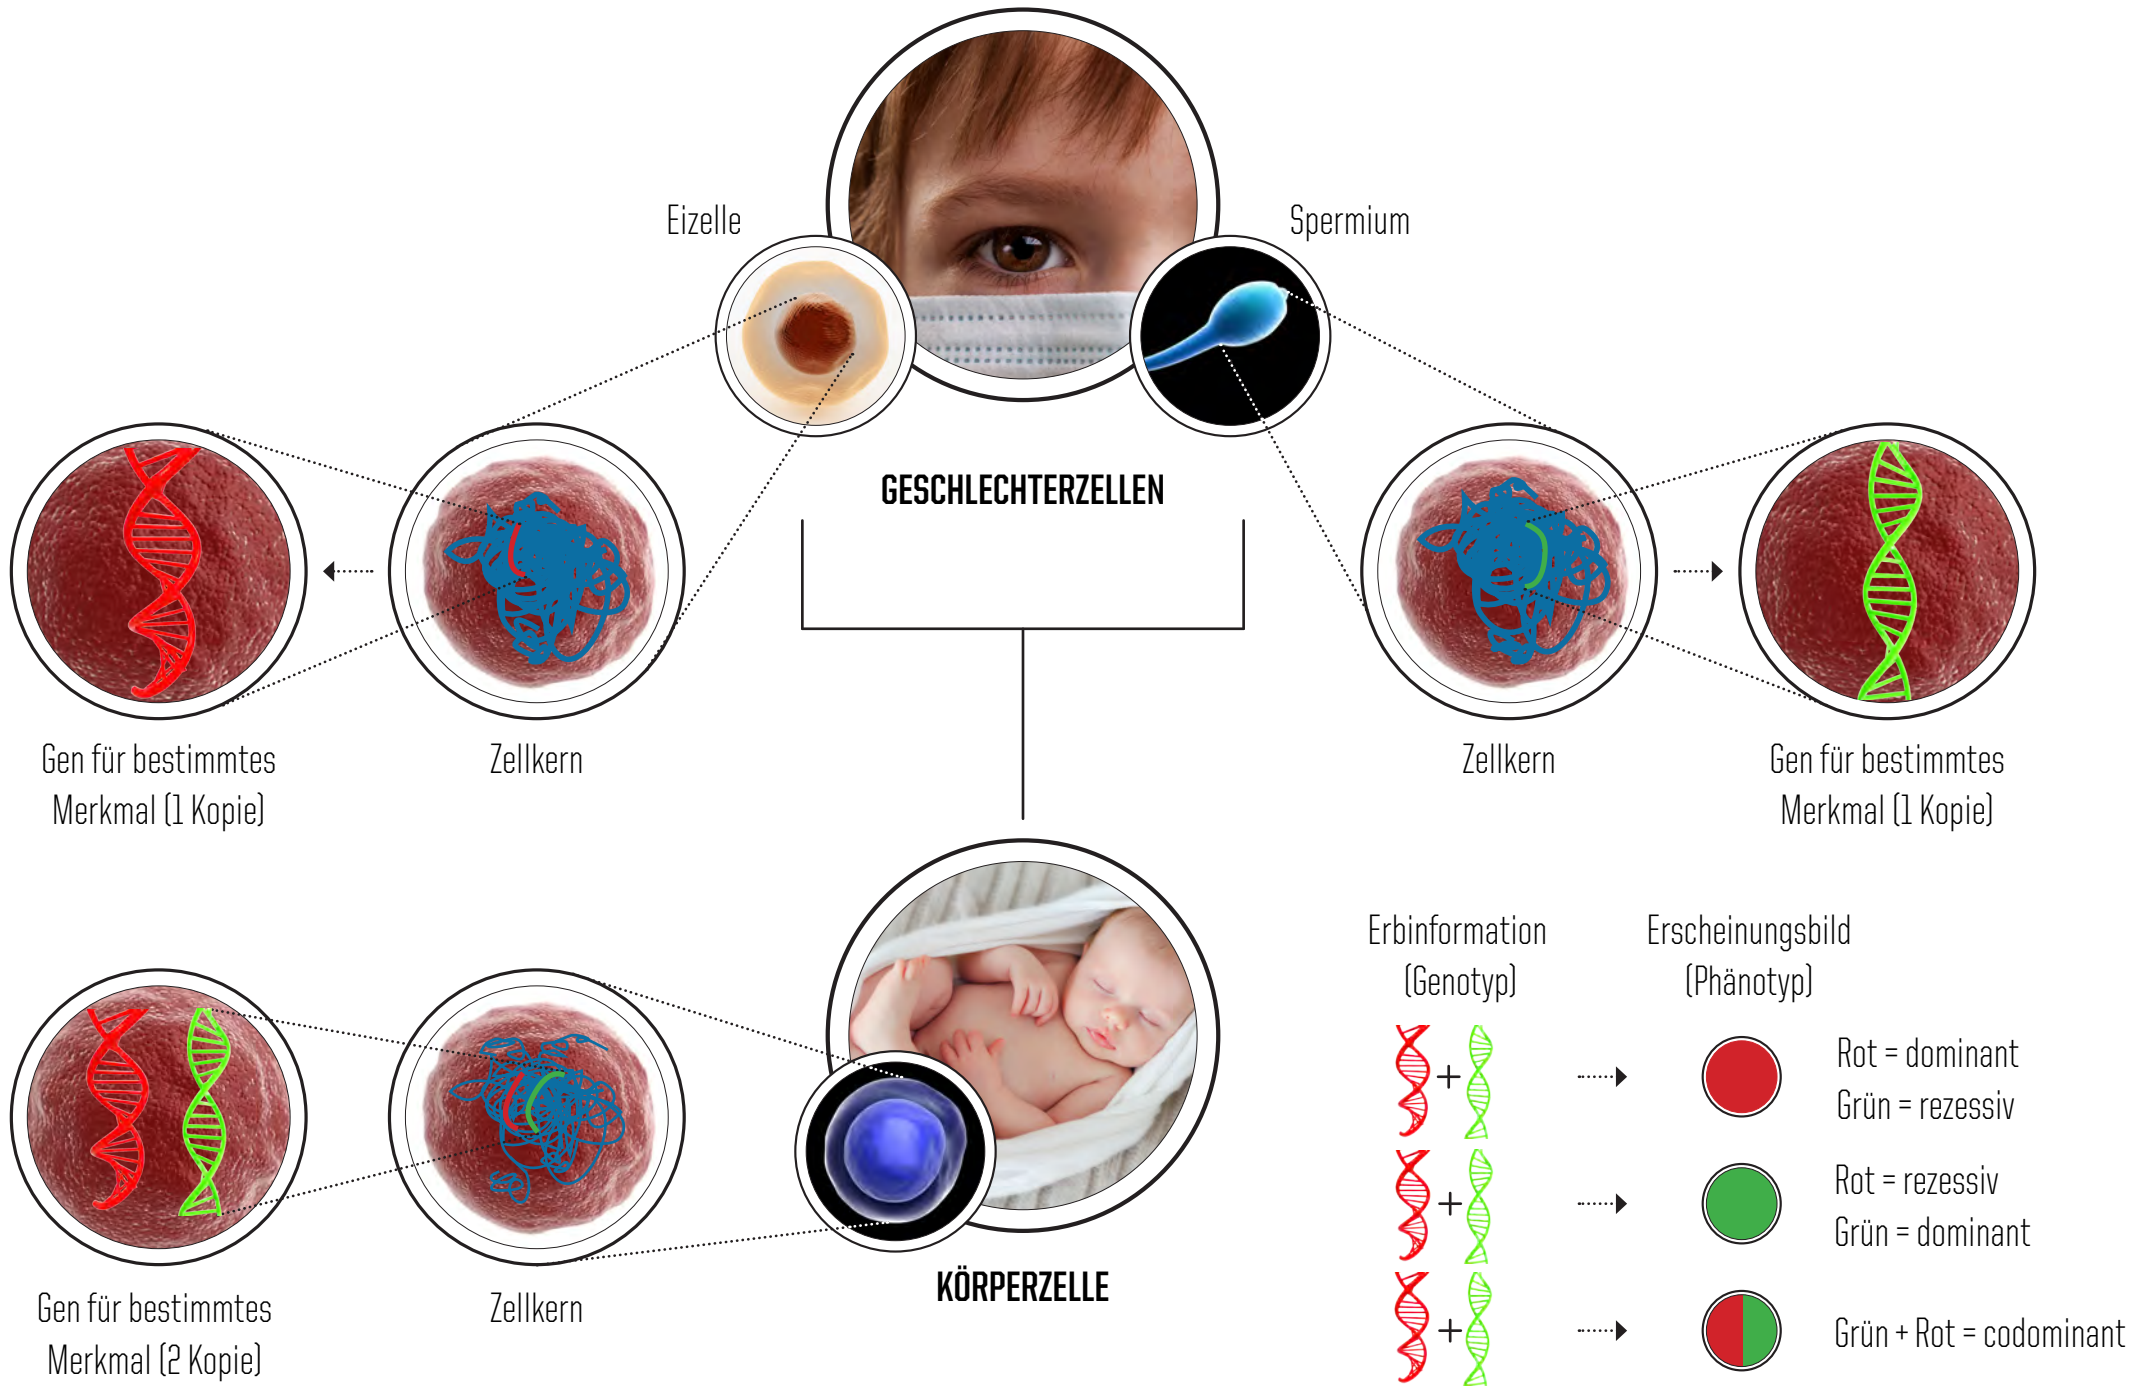 Eizelle
Spermium
GESCHLECHTERZELLEN
Gen für bestimmtes
Merkmal (1 Kopie)
Zellkern
Zellkern
Gen für bestimmtes
Merkmal (1 Kopie)
Erbinformation
(Genotyp)
Erscheinungsbild
(Phänotyp)
Rot = dominant
Grün = rezessiv
Rot = rezessiv
Grün = dominant
Grün + Rot = codominant
KÖRPERZELLE
Gen für bestimmtes
Merkmal (2 Kopie)
Zellkern